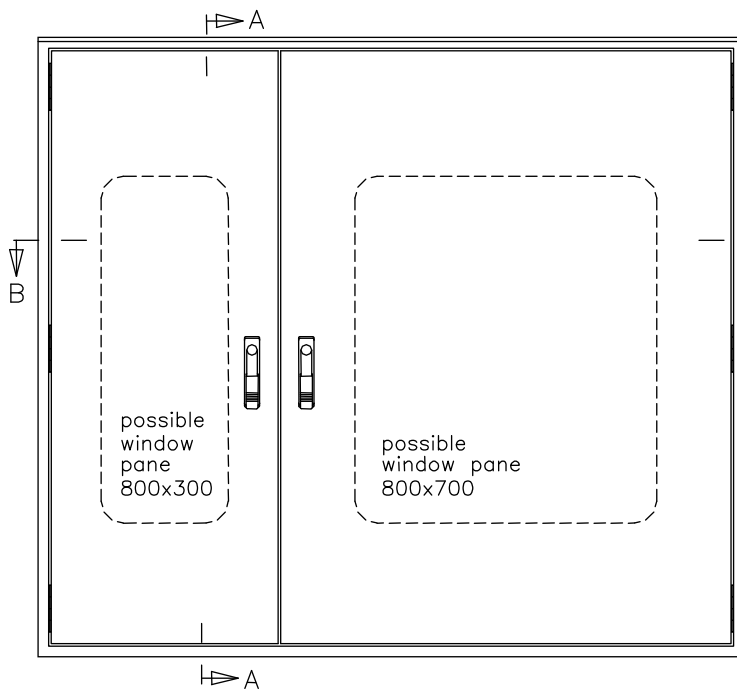 A
B
possible
window
pane
800x300
possible
window pane
800x700
A